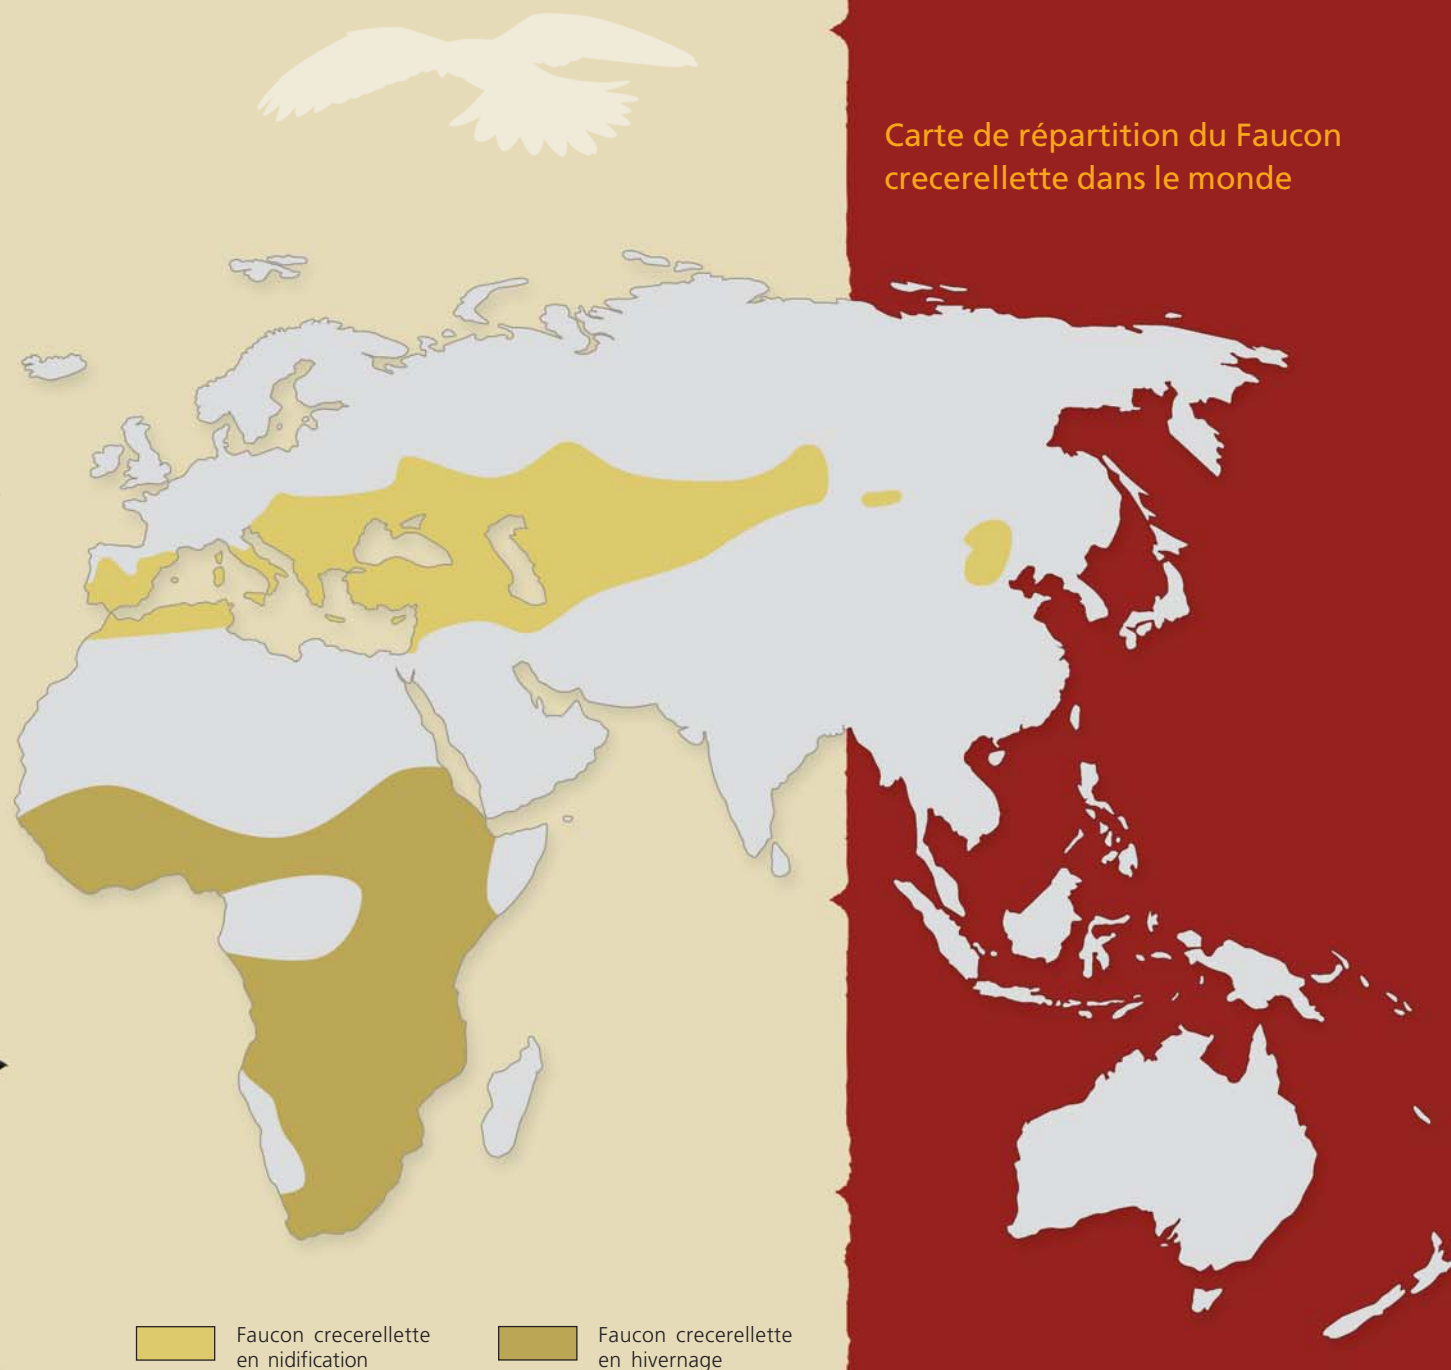 Carte de répartition du Faucon
crecerellette dans le monde
Faucon crecerellette
en nidification
Faucon crecerellette
en hivernage